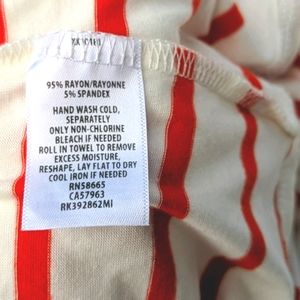 95% RAYON/RAYONNE
5% SPANDEX
HAND WASH COLD,
SEPARATELY
ONLY NON-CHLORINE
BLEACH IF NEEDED
ROLL IN TOWEL TO REMOVE
EXCESS MOISTURE,
RESHAPE, LAY FLAT TO DRY
COOL IRON IF NEEDED
RN58665
CA57963
RK392862MI